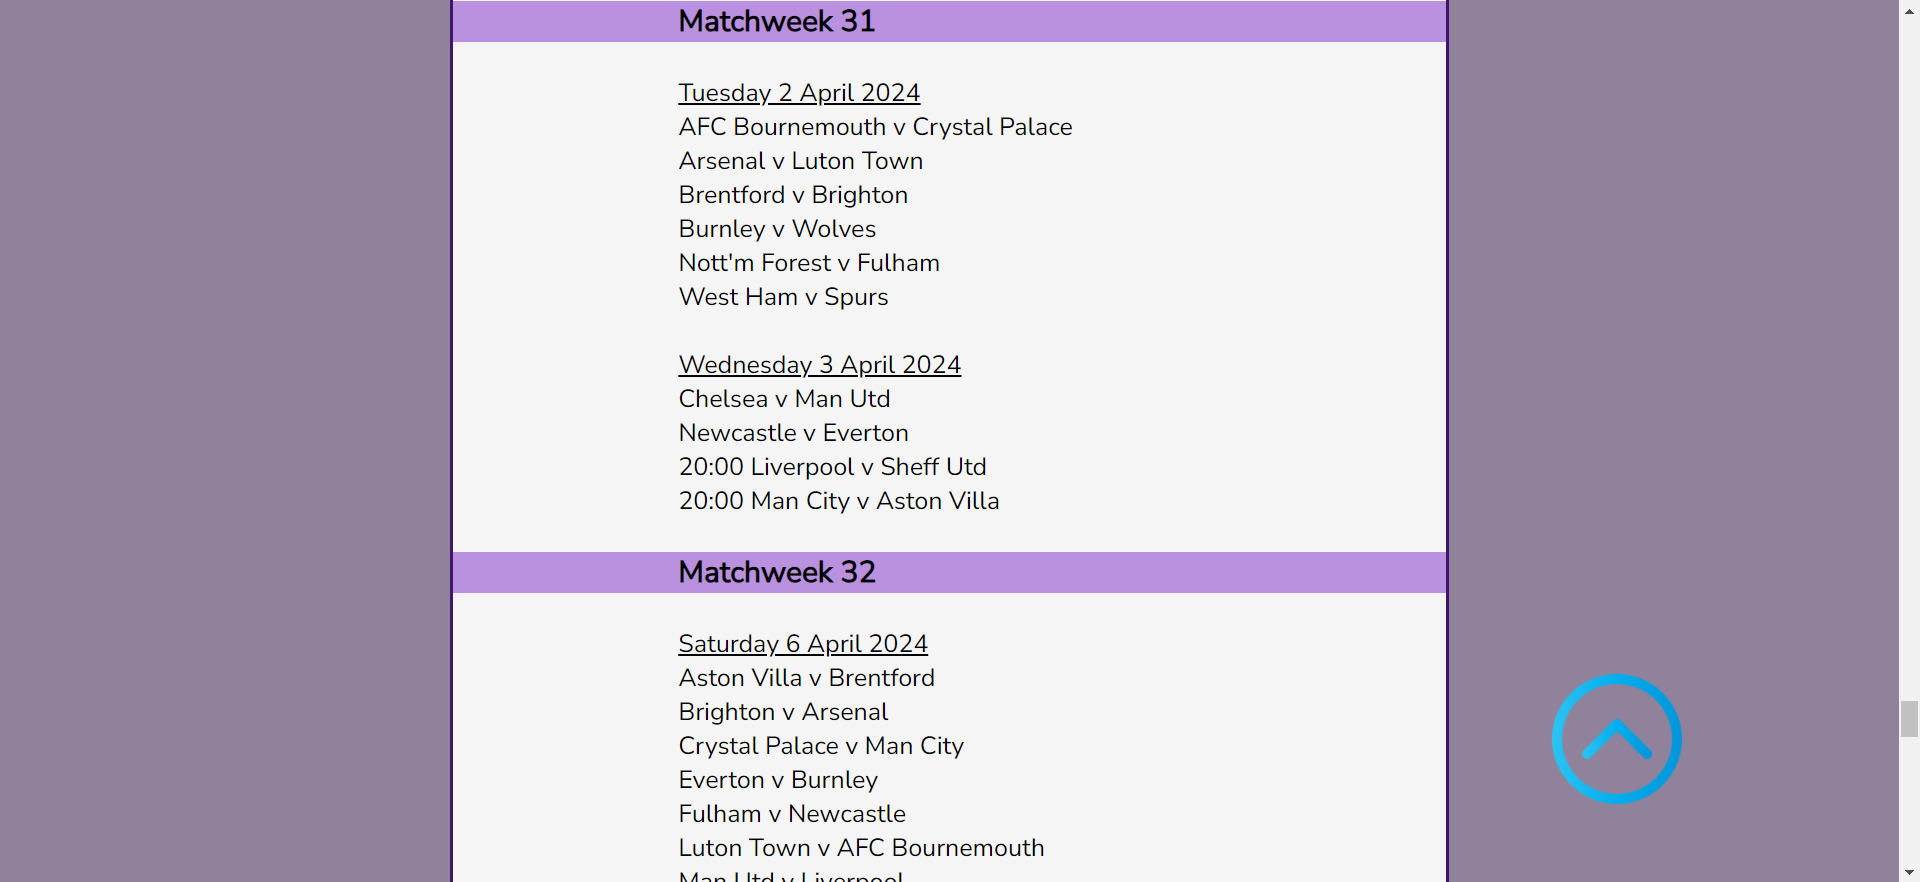 Matchweek 31
Tuesday 2 April 2024
AFC Bournemouth v Crystal Palace
Arsenal v Luton Town
Brentford v Brighton
Burnley v Wolves
Nott'm Forest v Fulham
West Ham v Spurs
Wednesday 3 April 2024
Chelsea v Man Utd
Newcastle v Everton
20:00 Liverpool v Sheff Utd
20:00 Man City v Aston Villa
Matchweek 32
Saturday 6 April 2024
Aston Villa v Brentford
Brighton v Arsenal
Crystal Palace v Man City
Everton v Burnley
Fulham v Newcastle
Luton Town v AFC Bournemouth
Man Utd v Liverpool